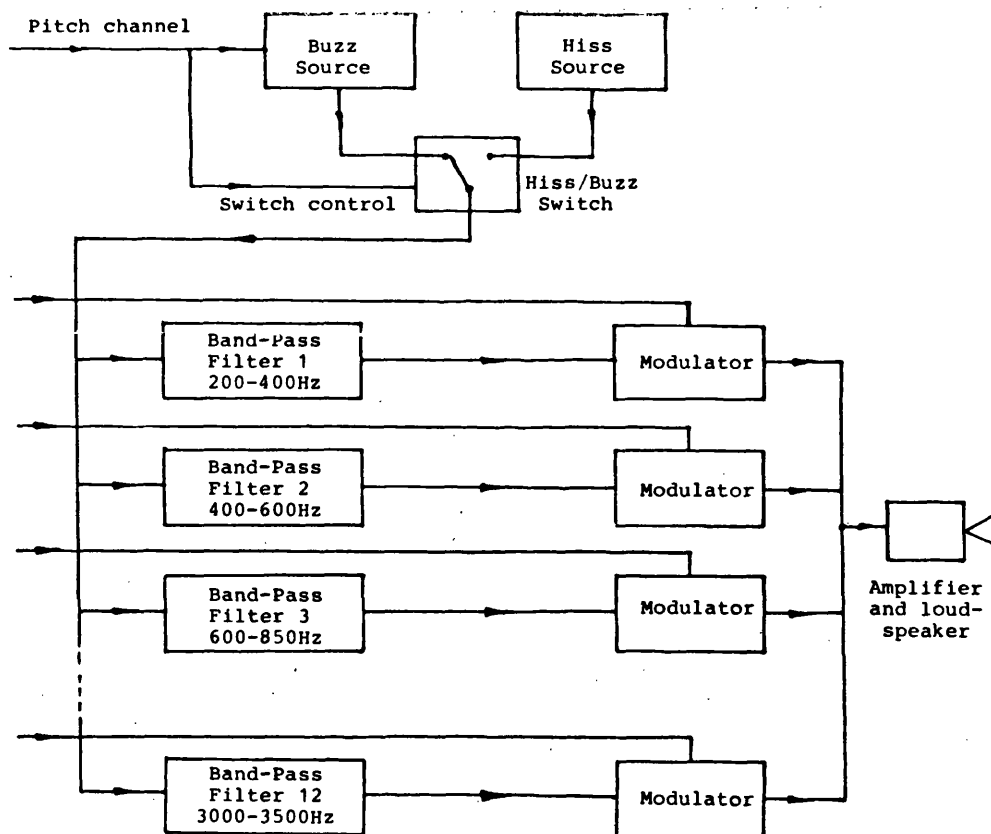 Pitch channel
Buzz
Source
Hiss
Source
Switch control
Hiss/Buzz
Switch
Band-Pass
Filter 1
200-400Hz
Modulator
Band-Pass
Filter 2
400-600Hz
Modulator
Band-Pass
Filter 3
600-850Hz
Modulator
Amplifier
and loud-
speaker
Band-Pass
Filter 12
3000-3500Hz
Modulator